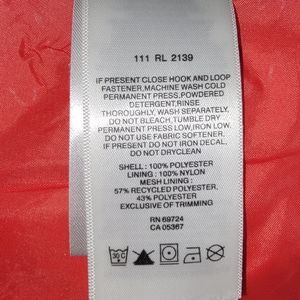 111 RL 2139
IF PRESENT CLOSE HOOK AND LOOP
FASTENER,MACHINE WASH COLD
PERMANENT PRESS,POWDERED
DETERGENT,RINSE
THOROUGHLY, WASH SEPARATELY,
DO NOT BLEACH,TUMBLE DRY
PERMANENT PRESS LOW,IRON LOW.
DO NOT USE FABRIC SOFTENER.
IF PRESENT DO NOT IRON DECAL,
DO NOT DRYCLEAN
SHELL : 100% POLYESTER
LINING : 100% NYLON
MESH LINING :
57% RECYCLED POLYESTER,
43% POLYESTER
EXCLUSIVE OF TRIMMING
RN 69724
CA 05367
30 C